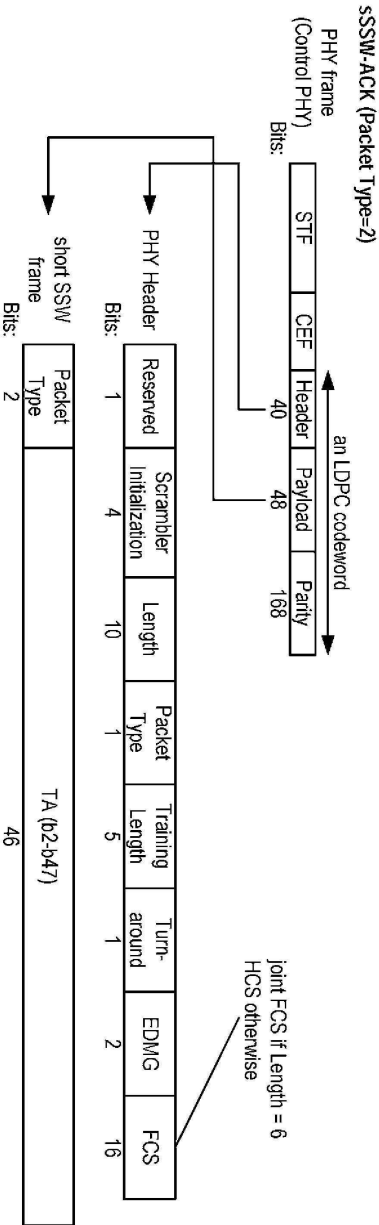 sSSW-ACK (Packet Type=2)
PHY frame
(Control PHY)
an LDPC codeword
STF
CEF
Header
Payload
Parity
Bits:
40
48
168
joint FCS if Length = 6
HCS otherwise
PHY Header
Reserved
Scrambler
Initialization
Length
Packet
Type
Training
Length
Turn-
around
EDMG
FCS
Bits:
1
4
10
1
5
1
2
16
short SSW
frame
Packet
Type
TA (b2-b47)
Bits:
2
46